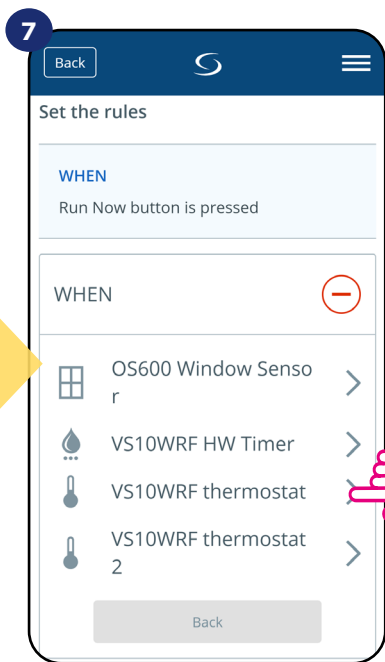 7
Back
Set the rules
WHEN
Run Now button is pressed
WHEN
OS600 Window Senso
r
VS10WRF HW Timer
VS10WRF thermostat
VS10WRF thermostat
2
Back